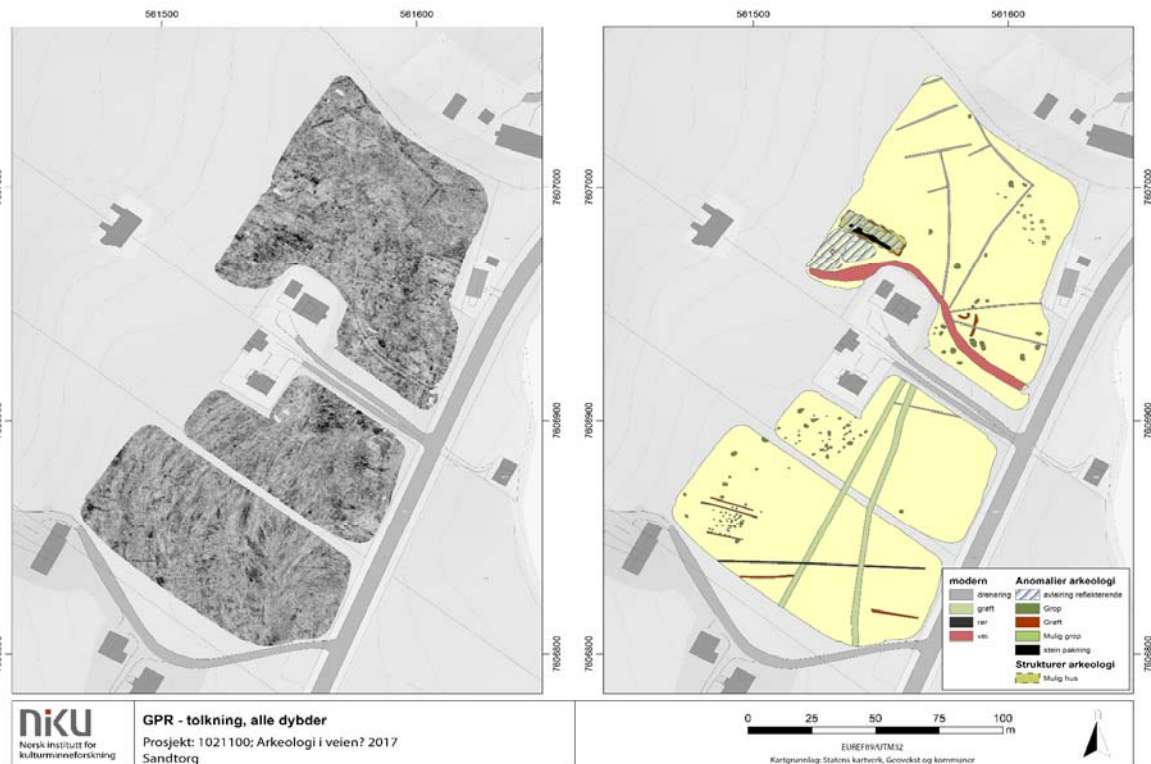 561500
561600
561500
561600
7607000
7607000
7606900
7606900
7606800
7606800
modern
drenering
grøft
rør
vei
Anomalier arkeologi
avleiring reflekterende
Grop
Grøft
Mulig grop
stein pakning
Strukturer arkeologi
Mulig hus
niku
Norsk institutt for
kulturminneforskning
GPR - tolkning, alle dybder
Prosjekt: 1021100; Arkeologi i veien? 2017
Sandtorg
0 25 50 75 100
m
EUREF89/UTM32
Kartgrunnlag: Statens kartverk, Geovekst og kommuner